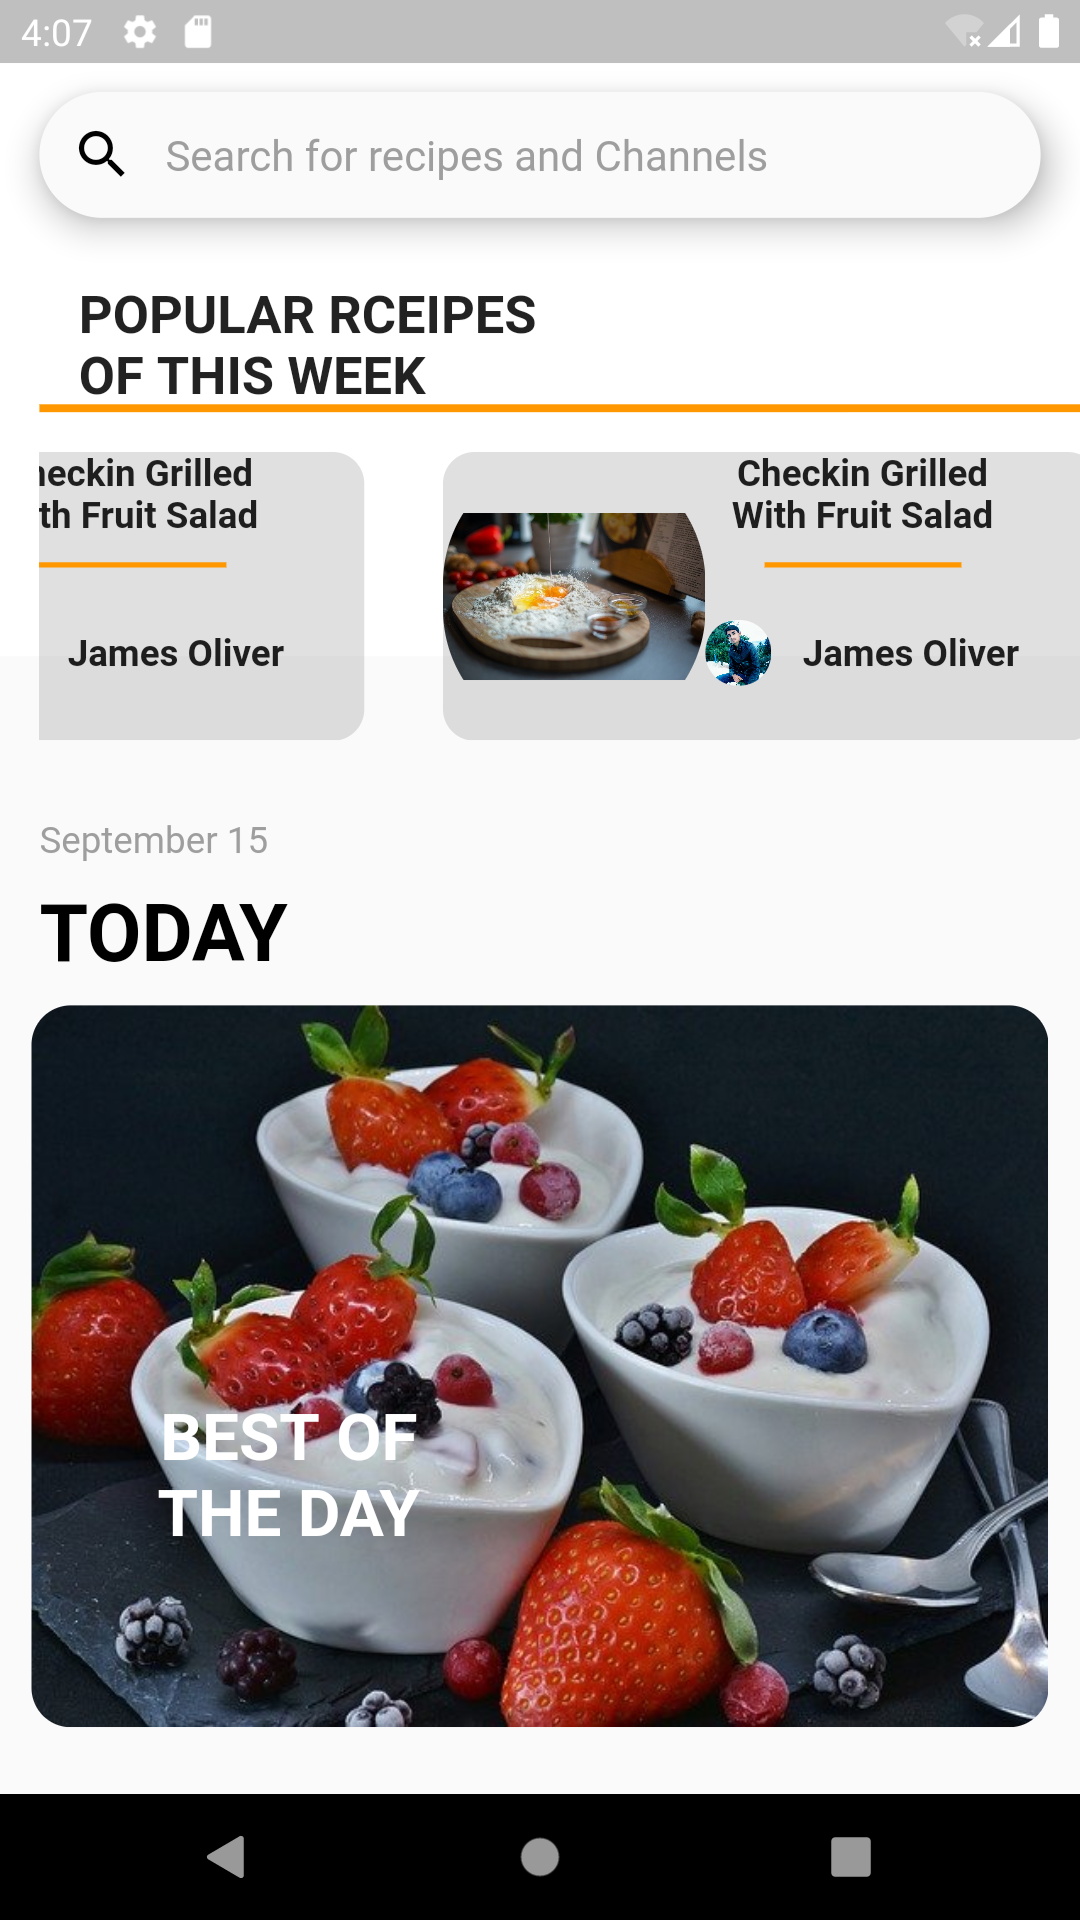 4:07
Search for recipes and Channels
POPULAR RCEIPES
OF THIS WEEK
heckin Grilled
th Fruit Salad
James Oliver
Checkin Grilled
With Fruit Salad
James Oliver
September 15
TODAY
BEST OF
THE DAY